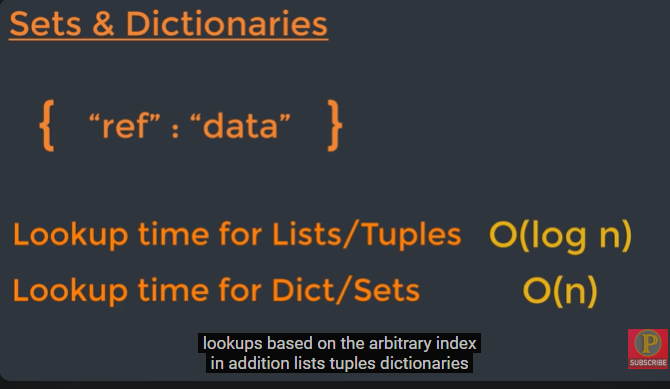 Sets & Dictionaries
{ “ref” : “data” }
Lookup time for Lists/Tuples O(log n)
Lookup time for Dict/Sets O(n)
lookups based on the arbitrary index
in addition lists tuples dictionaries
P
SUBSCRIBE